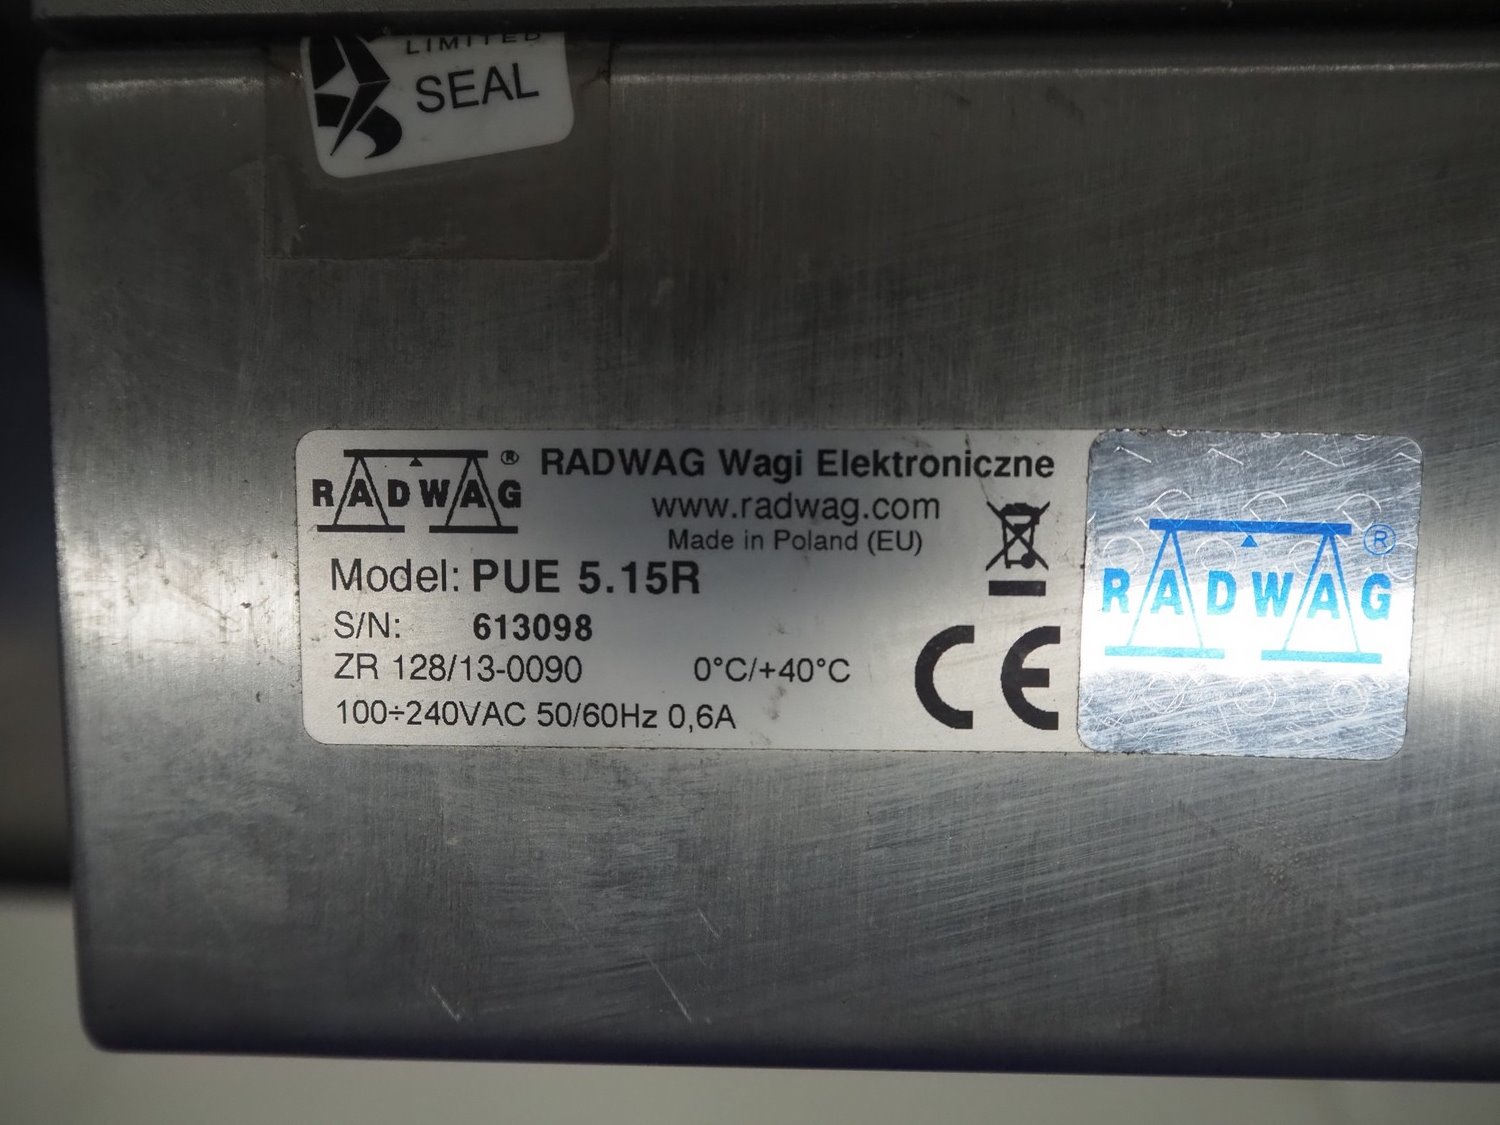 LIMITED
SEAL
RADWAG® RADWAG Wagi Elektroniczne
www.radwag.com
Made in Poland (EU)
Model: PUE 5.15R
S/N: 613098
ZR 128/13-0090 0°C/+40°C
100÷240VAC 50/60Hz 0,6A
CE
RADWAG®